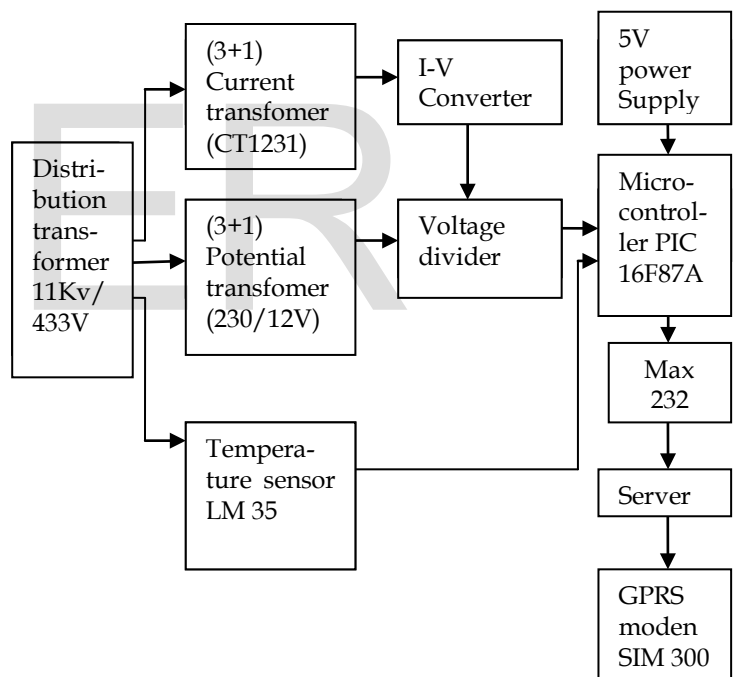 (3+1)
Current
transfomer
(CT1231)
I-V
Converter
5V
power
Supply
Distri-
bution
trans-
former
11Kv/
433V
(3+1)
Potential
transfomer
(230/12V)
Voltage
divider
Micro-
control-
ller PIC
16F87A
Max
232
Tempera-
ture sensor
LM 35
Server
GPRS
moden
SIM 300
ER